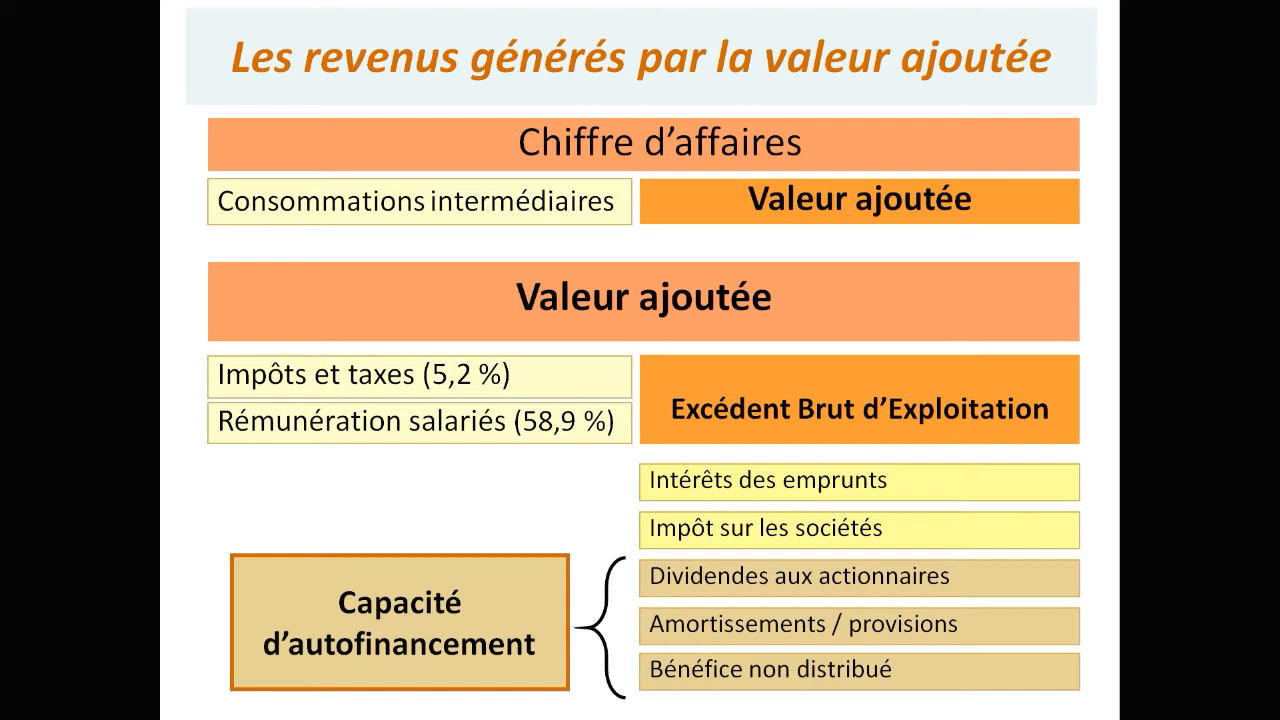 Les revenus générés par la valeur ajoutée
Chiffre d’affaires
Consommations intermédiaires
Valeur ajoutée
Valeur ajoutée
Impôts et taxes (5,2 %)
Rémunération salariés (58,9 %)
Excédent Brut d’Exploitation
Intérêts des emprunts
Impôt sur les sociétés
Dividendes aux actionnaires
Amortissements / provisions
Bénéfice non distribué
Capacité
d’autofinancement